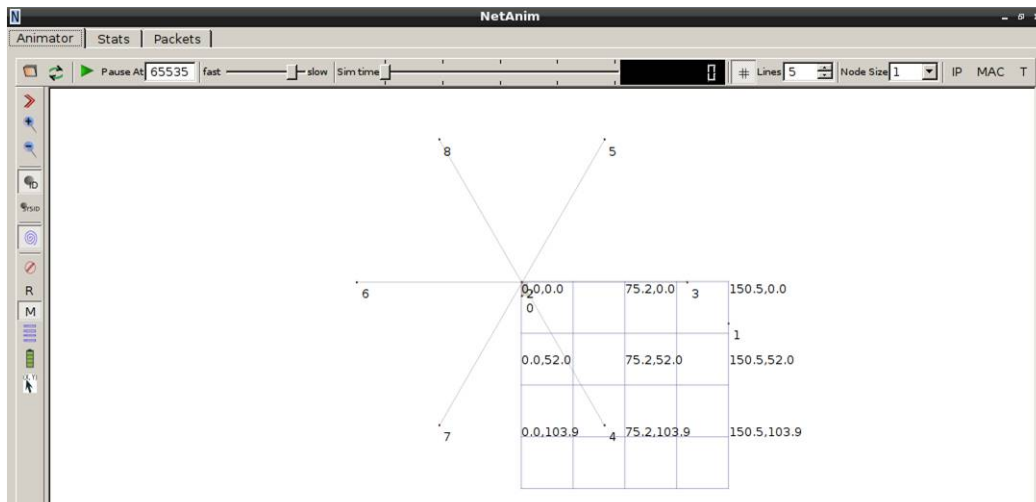 N NetAnim
Animator Stats Packets
Pause At 65535 fast slow Sim time 0 # Lines 5 Node Size 1 IP MAC T
8 5
ID
SYSID
6 2 0.0,0.0 75.2,0.0 3 150.5,0.0
R 0
M 1
0.0,52.0 75.2,52.0 150.5,52.0
(X,Y)
7 0.0,103.9 4 75.2,103.9 150.5,103.9